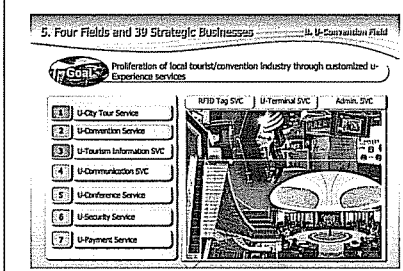 5. Four Fields and 39 Strategic Businesses
II. U-Convention Field
Goal
Proliferation of local tourist/convention industry through customized u-
Experience services
RFID Tag SVC
U-Terminal SVC
Admin. SVC
1 U-City Tour Service
2 U-Convention Service
3 U-Tourism Information SVC
4 U-Communication SVC
5 U-Conference Service
6 U-Security Service
7 U-Payment Service